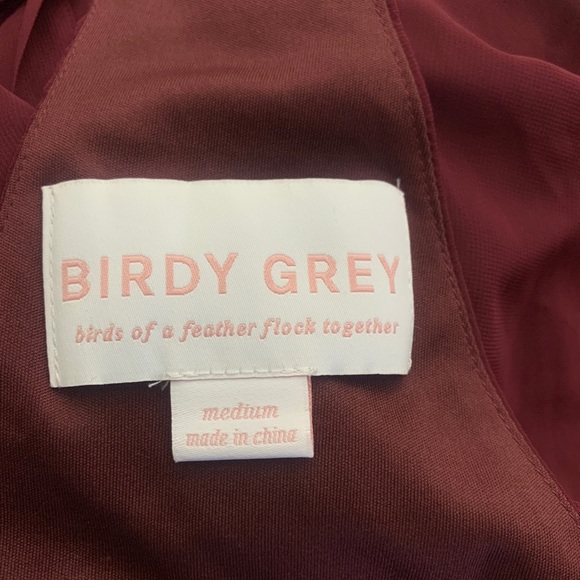 BIRDY GREY
birds of a feather flock together
medium
made in china